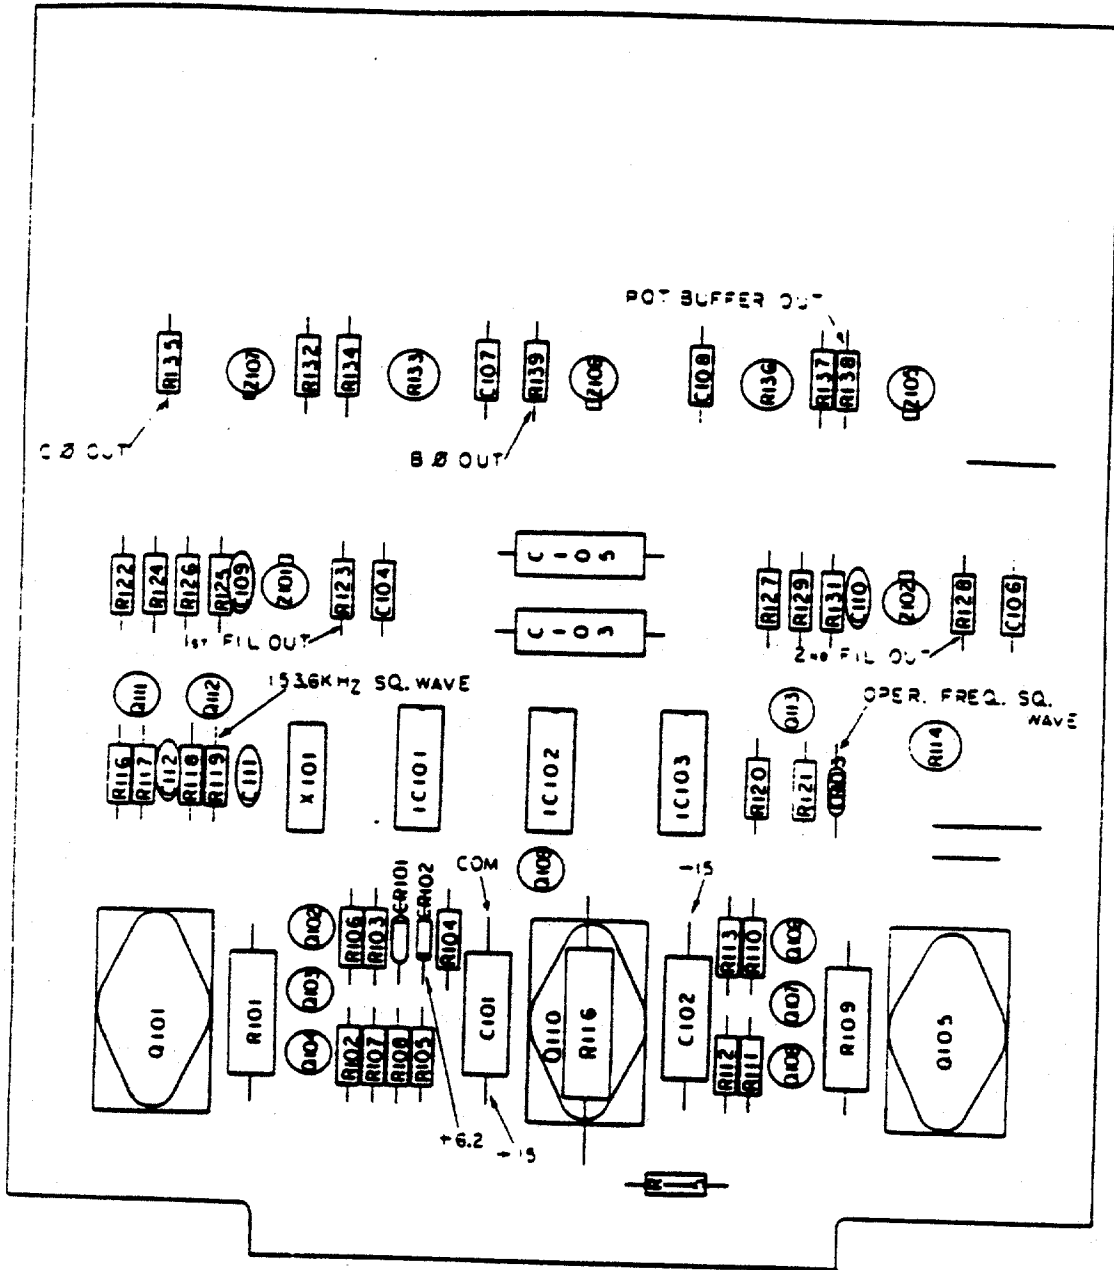 POT BUFFER OUT
R135
Z107
R132
R134
R133
C107
R139
Z106
C108
R136
R137
R138
Z105
C Ø OUT
B Ø OUT
R122
R124
R126
R125
C109
Z101
R123
C104
C105
C103
R127
R129
R131
C110
Z102
R128
C106
1ST FIL OUT
2ND FIL OUT
153.6KHZ SQ. WAVE
OPER. FREQ. SQ.
WAVE
Q111
Q112
Q113
R114
R116
R117
C112
R118
R119
C111
X101
IC101
IC102
IC103
R120
R121
CR103
COM
-15
Q102
R106
R103
CR101
CR102
R104
R113
R110
Q101
R101
Q103
C101
Q110
R116
C102
Q107
R109
Q105
Q104
R102
R107
R108
R105
R112
R111
Q108
+6.2
+15